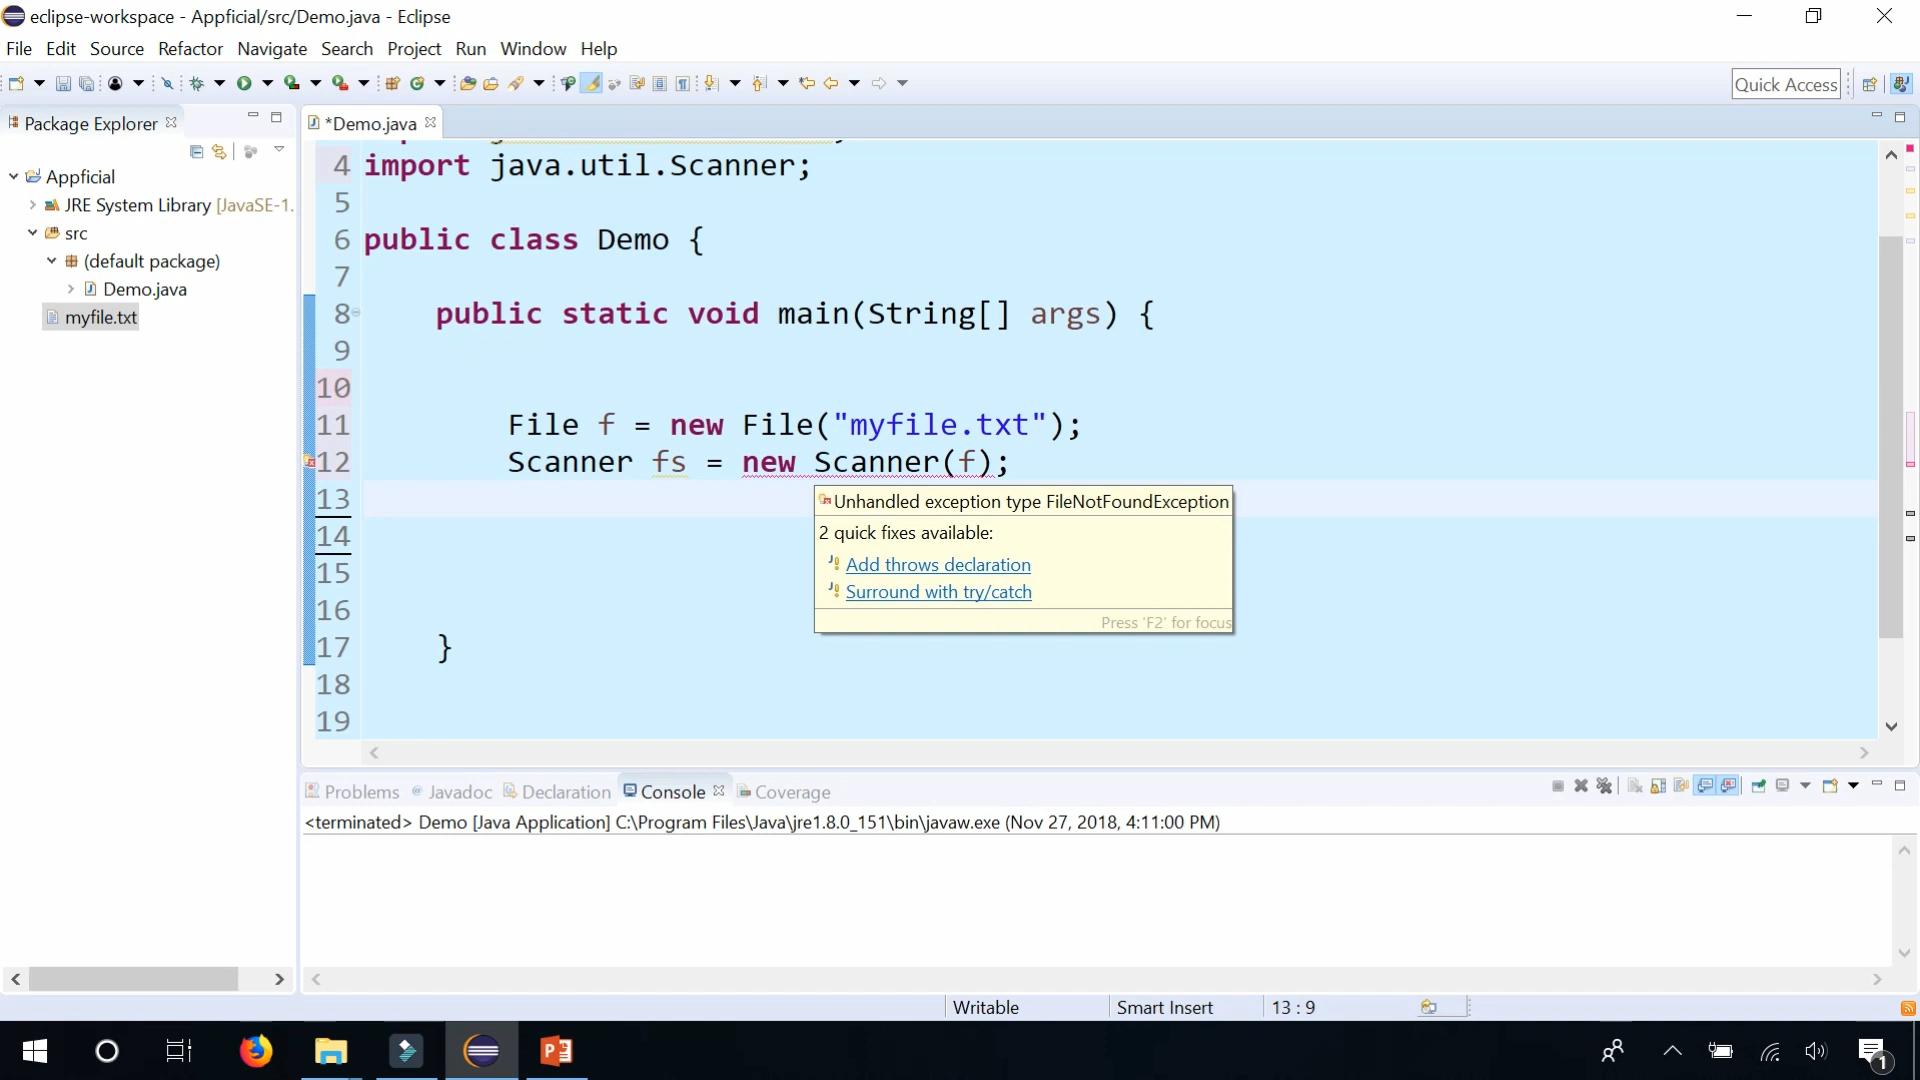 eclipse-workspace - Appficial/src/Demo.java - Eclipse
File Edit Source Refactor Navigate Search Project Run Window Help
Quick Access
Package Explorer
*Demo.java
Appficial
JRE System Library [JavaSE-1.
src
(default package)
Demo.java
myfile.txt
4 import java.util.Scanner;
5
6 public class Demo {
7
8 public static void main(String[] args) {
9
10
11 File f = new File("myfile.txt");
12 Scanner fs = new Scanner(f);
13
14
15
16
17 }
18
19
Unhandled exception type FileNotFoundException
2 quick fixes available:
Add throws declaration
Surround with try/catch
Press 'F2' for focus
Problems Javadoc Declaration Console Coverage
<terminated> Demo [Java Application] C:\Program Files\Java\jre1.8.0_151\bin\javaw.exe (Nov 27, 2018, 4:11:00 PM)
Writable Smart Insert 13 : 9
1